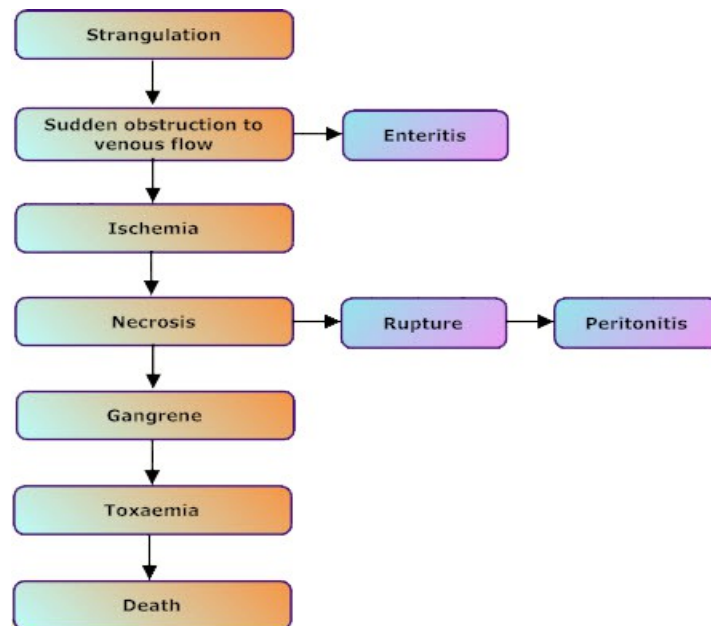 Strangulation
Sudden obstruction to
venous flow
Enteritis
Ischemia
Necrosis
Rupture
Peritonitis
Gangrene
Toxaemia
Death